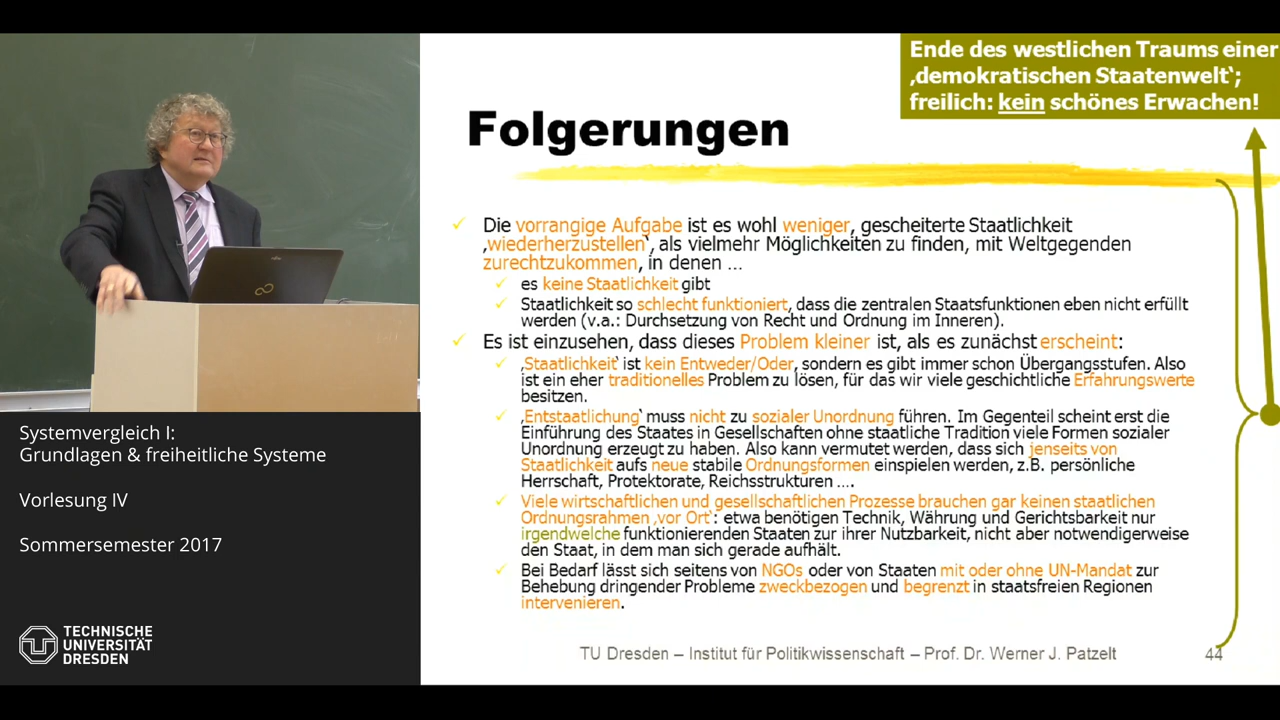 Ende des westlichen Traums einer
‚demokratischen Staatenwelt‘;
freilich: kein schönes Erwachen!
Folgerungen
Die vorrangige Aufgabe ist es wohl weniger, gescheiterte Staatlichkeit
‚wiederherzustellen‘, als vielmehr Möglichkeiten zu finden, mit Weltgegenden
zurechtzukommen, in denen …
es keine Staatlichkeit gibt
Staatlichkeit so schlecht funktioniert, dass die zentralen Staatsfunktionen eben nicht erfüllt
werden (v.a.: Durchsetzung von Recht und Ordnung im Inneren).
Es ist einzusehen, dass dieses Problem kleiner ist, als es zunächst erscheint:
‚Staatlichkeit‘ ist kein Entweder/Oder, sondern es gibt immer schon Übergangsstufen. Also
ist ein eher traditionelles Problem zu lösen, für das wir viele geschichtliche Erfahrungswerte
besitzen.
‚Entstaatlichung‘ muss nicht zu sozialer Unordnung führen. Im Gegenteil scheint erst die
Einführung des Staates in Gesellschaften ohne staatliche Tradition viele Formen sozialer
Unordnung erzeugt zu haben. Also kann vermutet werden, dass sich jenseits von
Staatlichkeit aufs neue stabile Ordnungsformen einspielen werden, z.B. persönliche
Herrschaft, Protektorate, Reichsstrukturen ….
Viele wirtschaftlichen und gesellschaftlichen Prozesse brauchen gar keinen staatlichen
Ordnungsrahmen ‚vor Ort‘: etwa benötigen Technik, Währung und Gerichtsbarkeit nur
irgendwelche funktionierenden Staaten zur ihrer Nutzbarkeit, nicht aber notwendigerweise
den Staat, in dem man sich gerade aufhält.
Bei Bedarf lässt sich seitens von NGOs oder von Staaten mit oder ohne UN-Mandat zur
Behebung dringender Probleme zweckbezogen und begrenzt in staatsfreien Regionen
intervenieren.
TU Dresden – Institut für Politikwissenschaft – Prof. Dr. Werner J. Patzelt
44
Systemvergleich I:
Grundlagen & freiheitliche Systeme
Vorlesung IV
Sommersemester 2017
TECHNISCHE
UNIVERSITÄT
DRESDEN